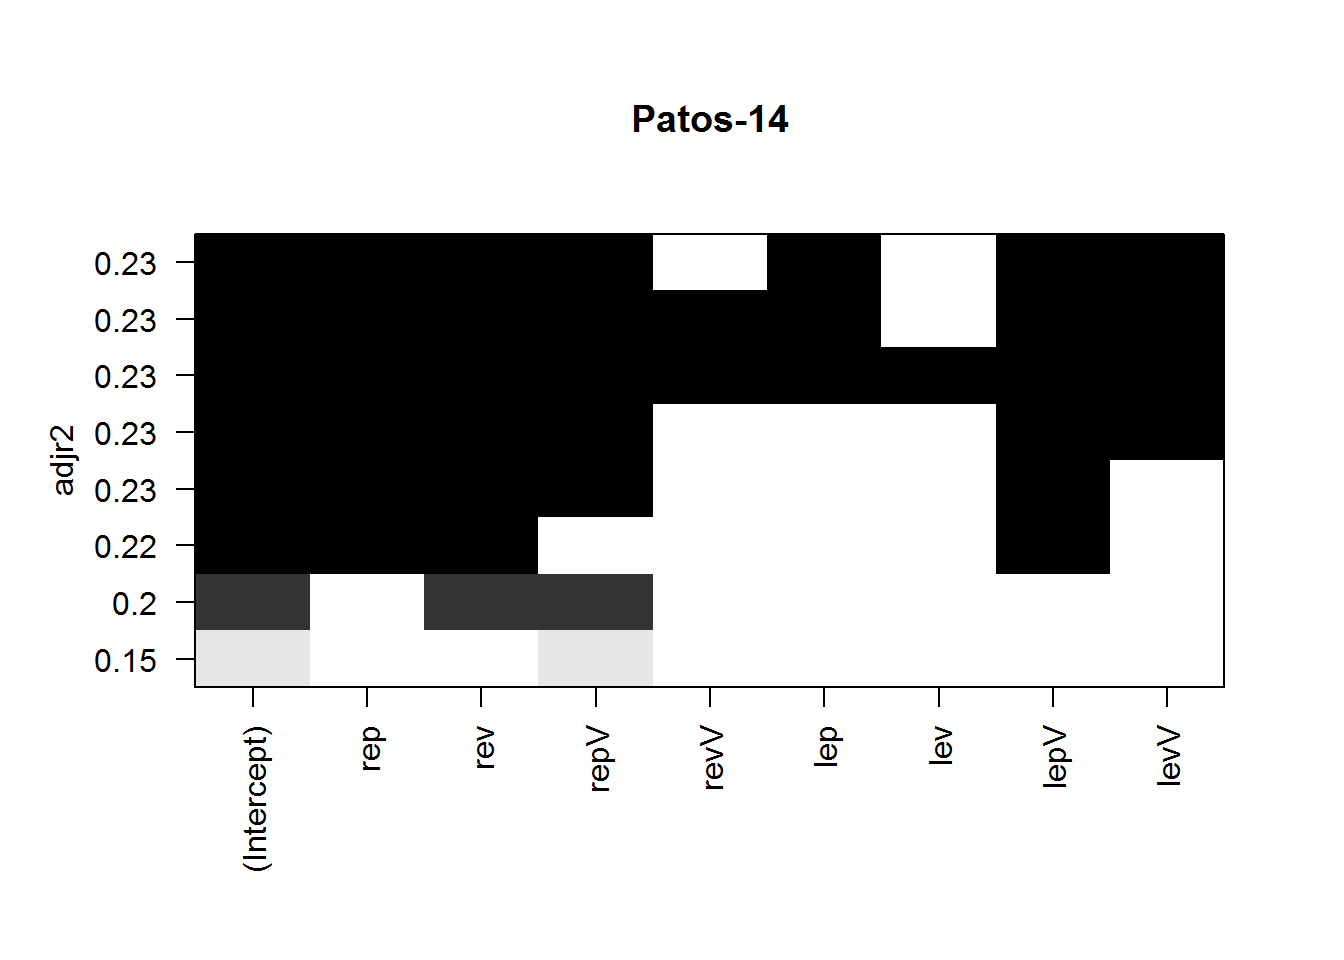 Patos-14
adjr2
0.23
0.23
0.23
0.23
0.23
0.22
0.2
0.15
(Intercept)
rep
rev
repV
revV
lep
lev
lepV
levV